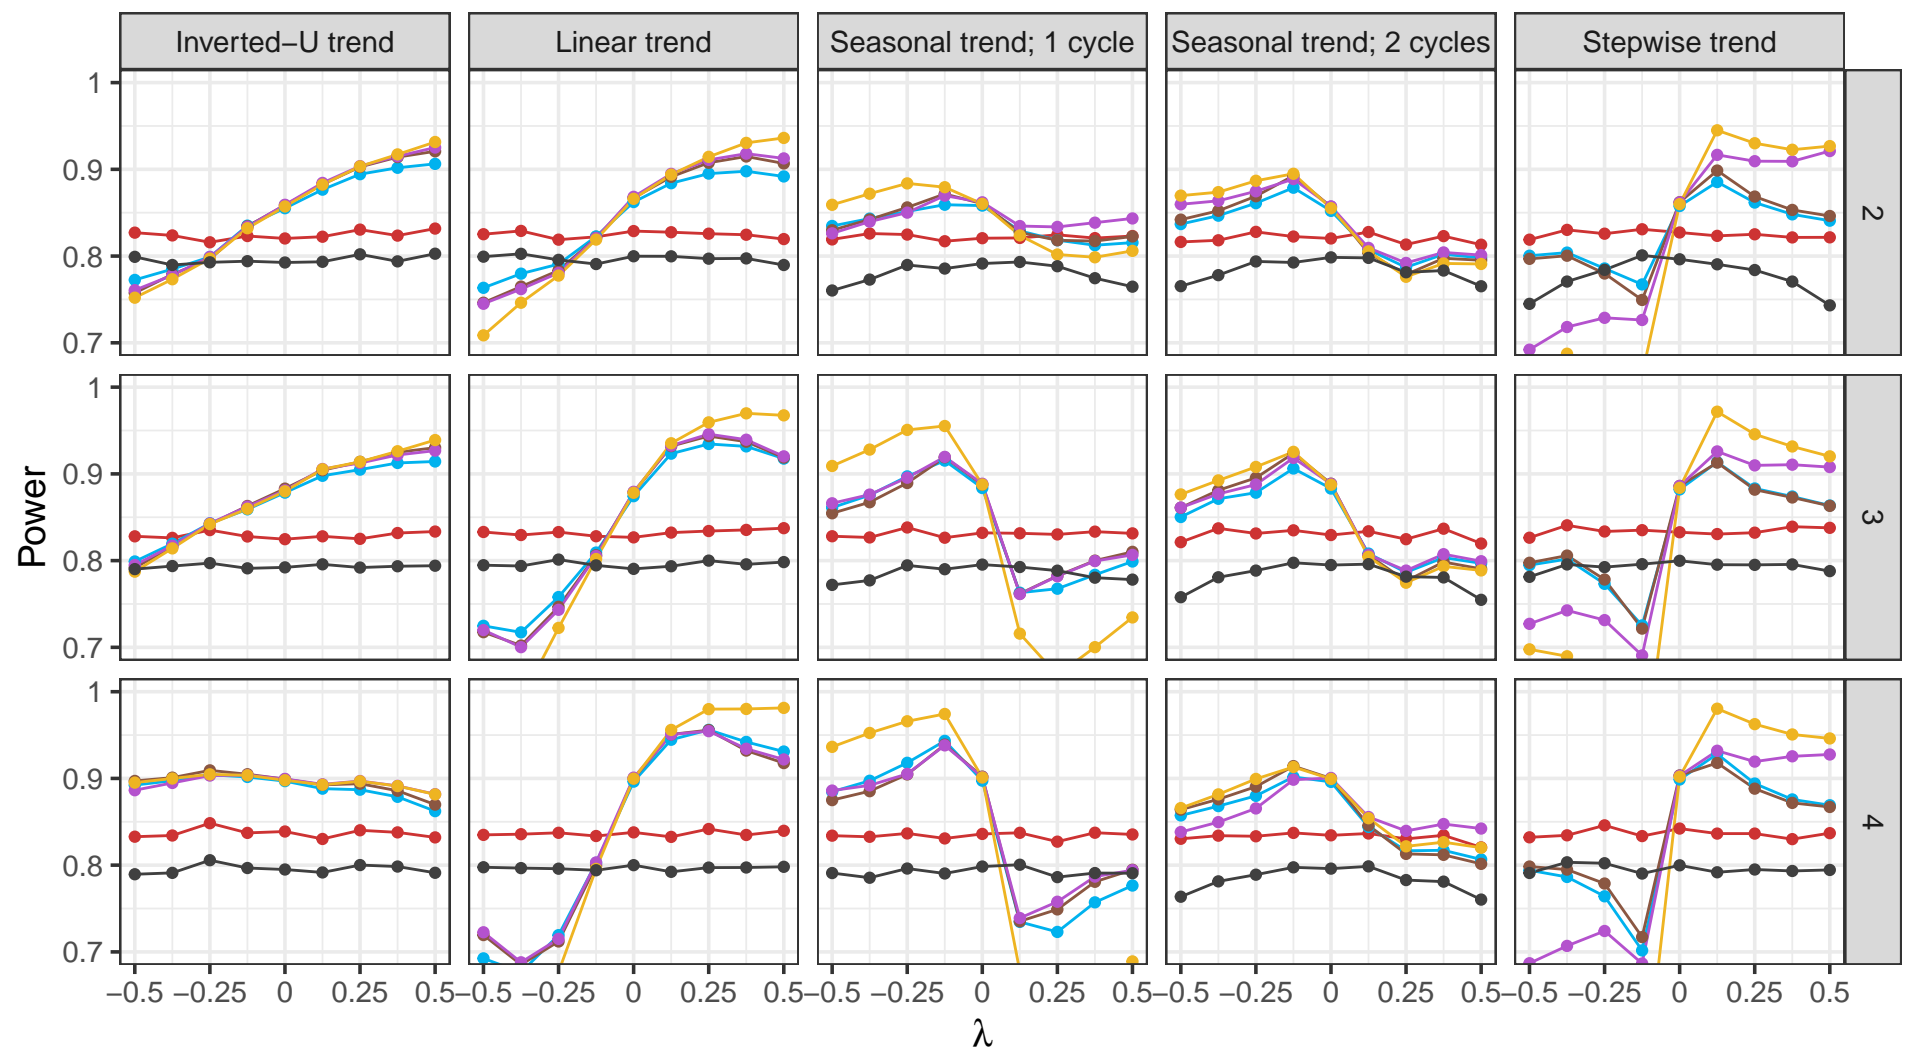 Inverted−U trend
Linear trend
Seasonal trend; 1 cycle
Seasonal trend; 2 cycles
Stepwise trend
1
0.9
0.8
0.7
2
1
0.9
0.8
0.7
3
1
0.9
0.8
0.7
4
Power
−0.5 −0.25 0 0.25 0.5
−0.5 −0.25 0 0.25 0.5
−0.5 −0.25 0 0.25 0.5
−0.5 −0.25 0 0.25 0.5
−0.5 −0.25 0 0.25 0.5
λ